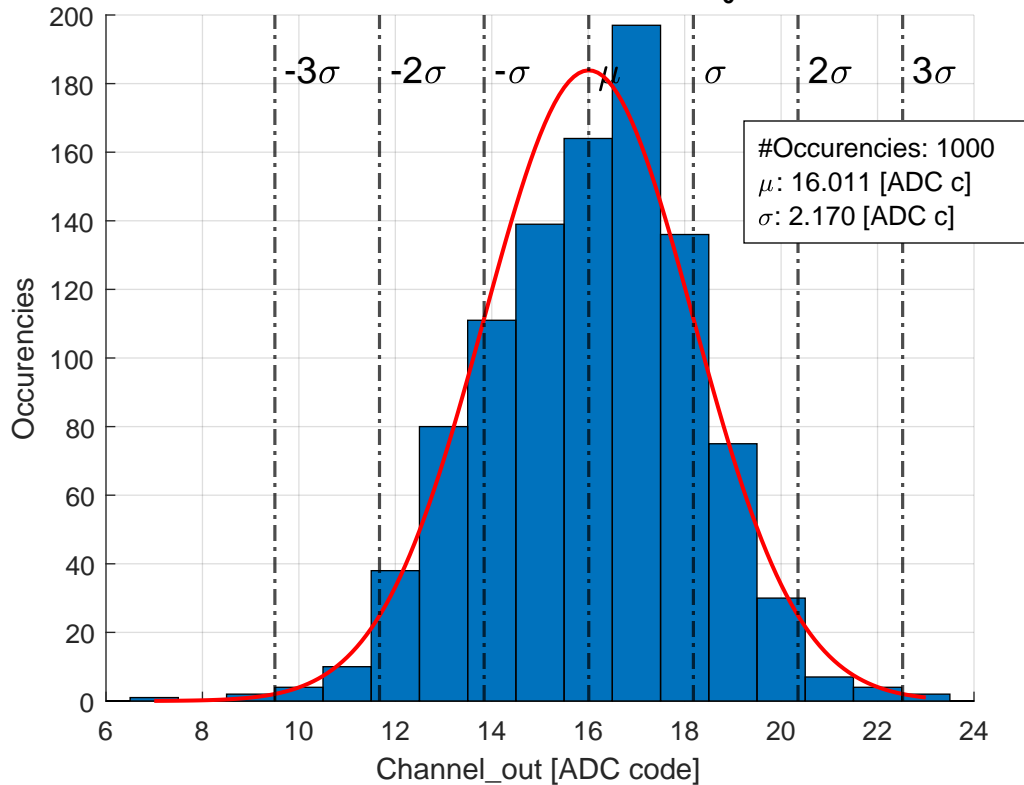 200
180
160
140
120
100
80
60
40
20
0
Occurencies
-3σ
-2σ
-σ
μ
σ
2σ
3σ
#Occurencies: 1000
μ: 16.011 [ADC c]
σ: 2.170 [ADC c]
6 8 10 12 14 16 18 20 22 24
Channel_out [ADC code]